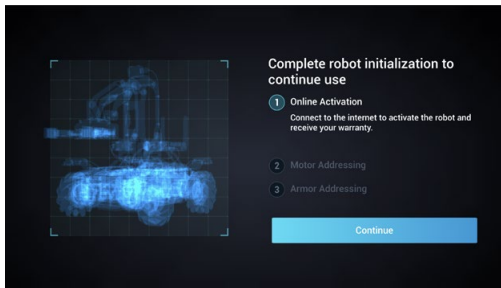 Complete robot initialization to
continue use
1 Online Activation
Connect to the internet to activate the robot and
receive your warranty.
2 Motor Addressing
3 Armor Addressing
Continue